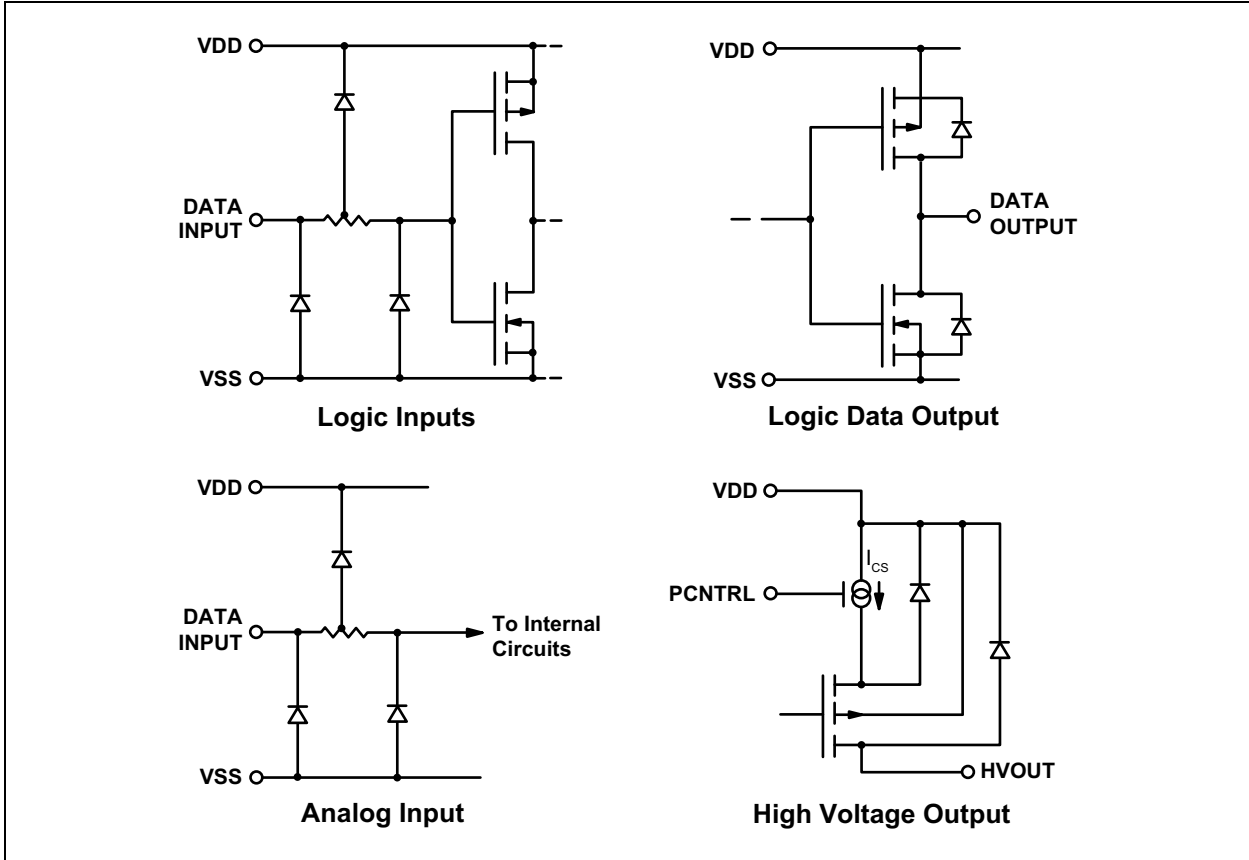 VDD
DATA
INPUT
VSS
Logic Inputs
VDD
DATA
OUTPUT
VSS
Logic Data Output
VDD
DATA
INPUT
To Internal
Circuits
VSS
Analog Input
VDD
ICS
PCNTRL
HVOUT
High Voltage Output